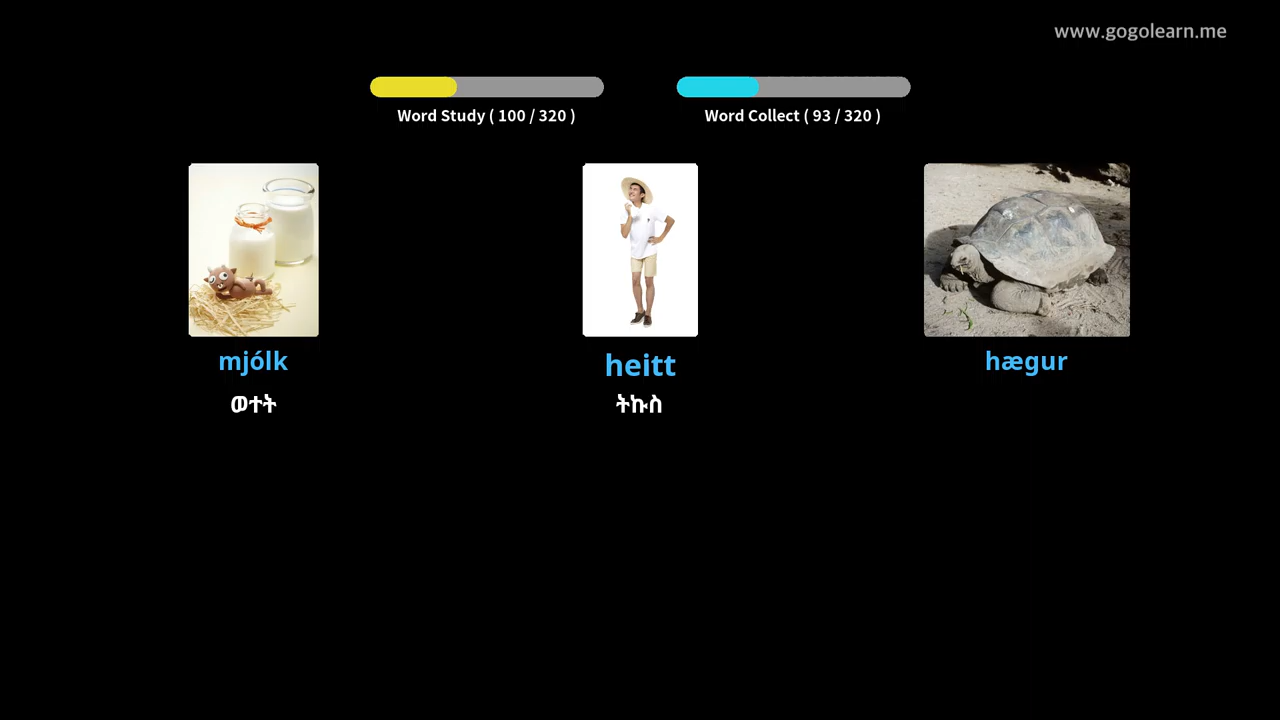 www.gogolearn.me
Word Study ( 100 / 320 )
Word Collect ( 93 / 320 )
mjólk
heitt
hægur
ወተት
ትኩስ